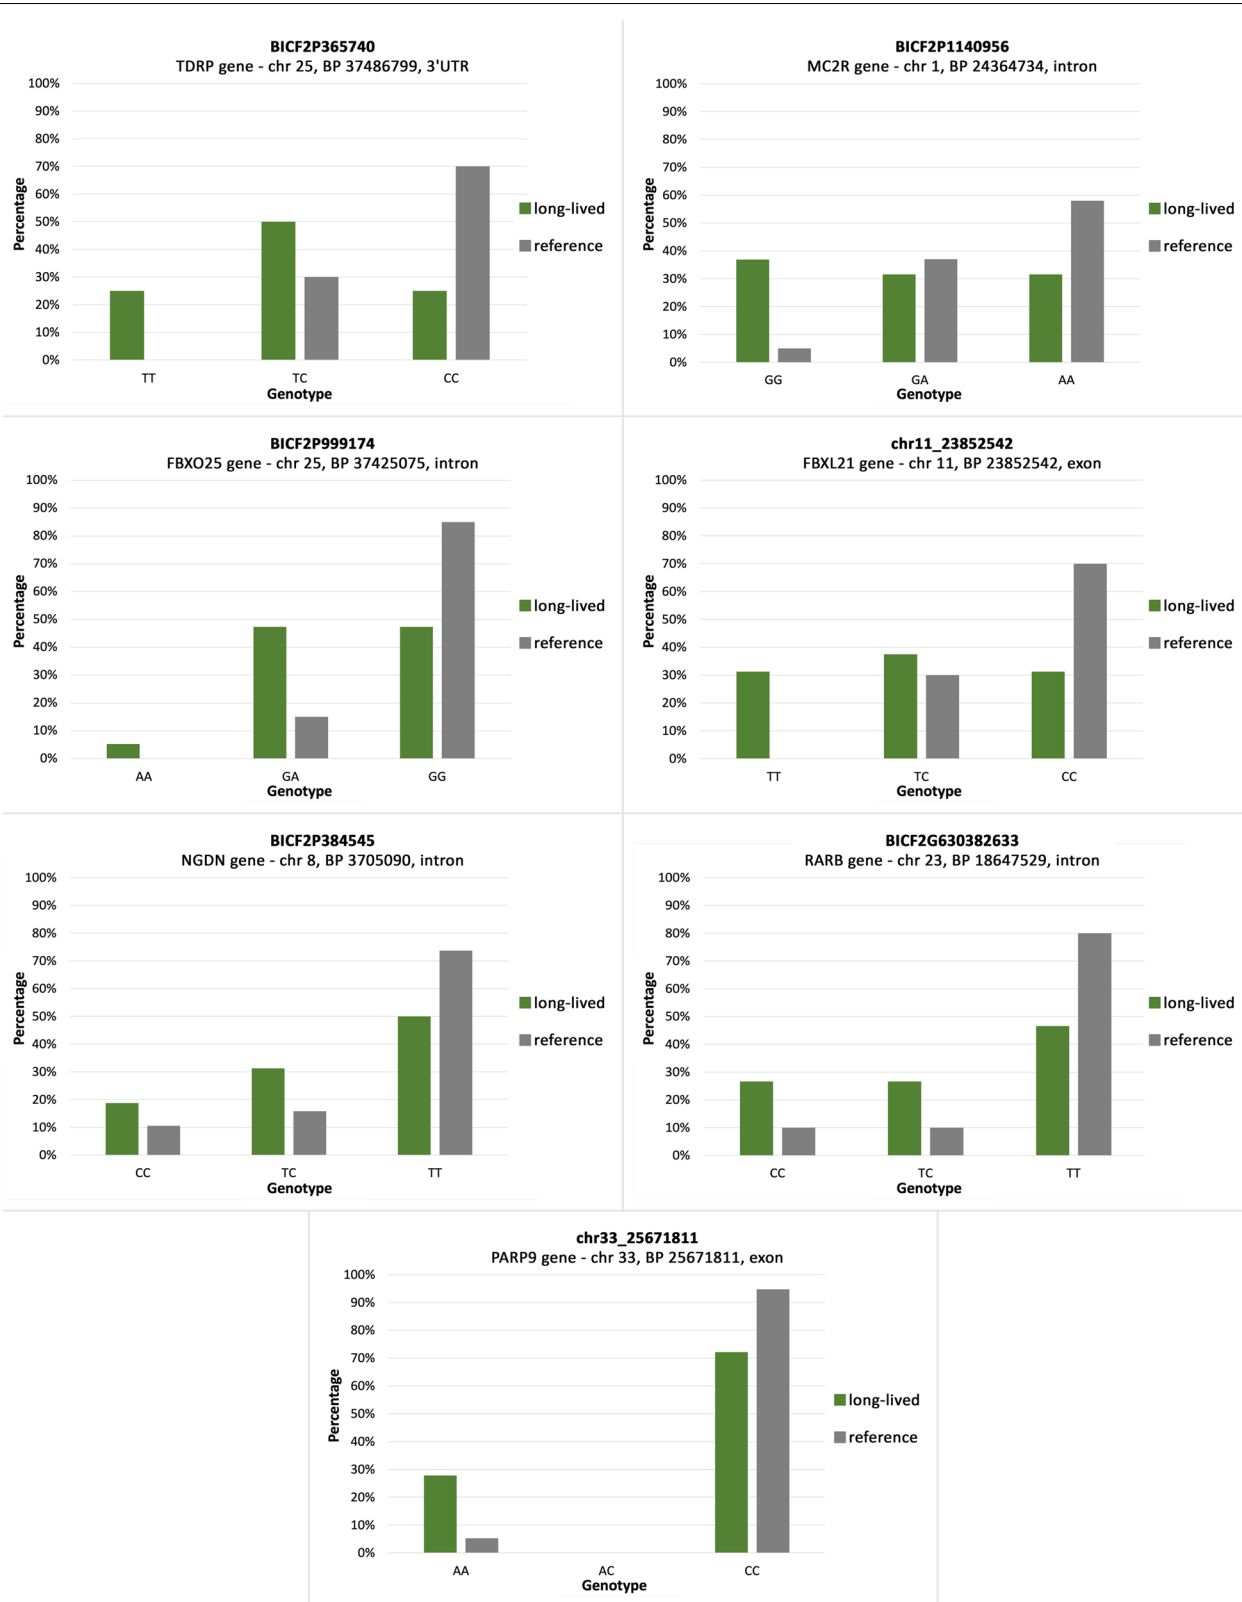 BICF2P365740
TDRP gene - chr 25, BP 37486799, 3'UTR
100%
90%
80%
70%
60%
50%
40%
30%
20%
10%
0%
Percentage
TT
TC
CC
Genotype
long-lived
reference
BICF2P1140956
MC2R gene - chr 1, BP 24364734, intron
100%
90%
80%
70%
60%
50%
40%
30%
20%
10%
0%
Percentage
GG
GA
AA
Genotype
long-lived
reference
BICF2P999174
FBXO25 gene - chr 25, BP 37425075, intron
100%
90%
80%
70%
60%
50%
40%
30%
20%
10%
0%
Percentage
AA
GA
GG
Genotype
long-lived
reference
chr11_23852542
FBXL21 gene - chr 11, BP 23852542, exon
100%
90%
80%
70%
60%
50%
40%
30%
20%
10%
0%
Percentage
TT
TC
CC
Genotype
long-lived
reference
BICF2P384545
NGDN gene - chr 8, BP 3705090, intron
100%
90%
80%
70%
60%
50%
40%
30%
20%
10%
0%
Percentage
CC
TC
TT
Genotype
long-lived
reference
BICF2G630382633
RARB gene - chr 23, BP 18647529, intron
100%
90%
80%
70%
60%
50%
40%
30%
20%
10%
0%
Percentage
CC
TC
TT
Genotype
long-lived
reference
chr33_25671811
PARP9 gene - chr 33, BP 25671811, exon
100%
90%
80%
70%
60%
50%
40%
30%
20%
10%
0%
Percentage
AA
AC
CC
Genotype
long-lived
reference